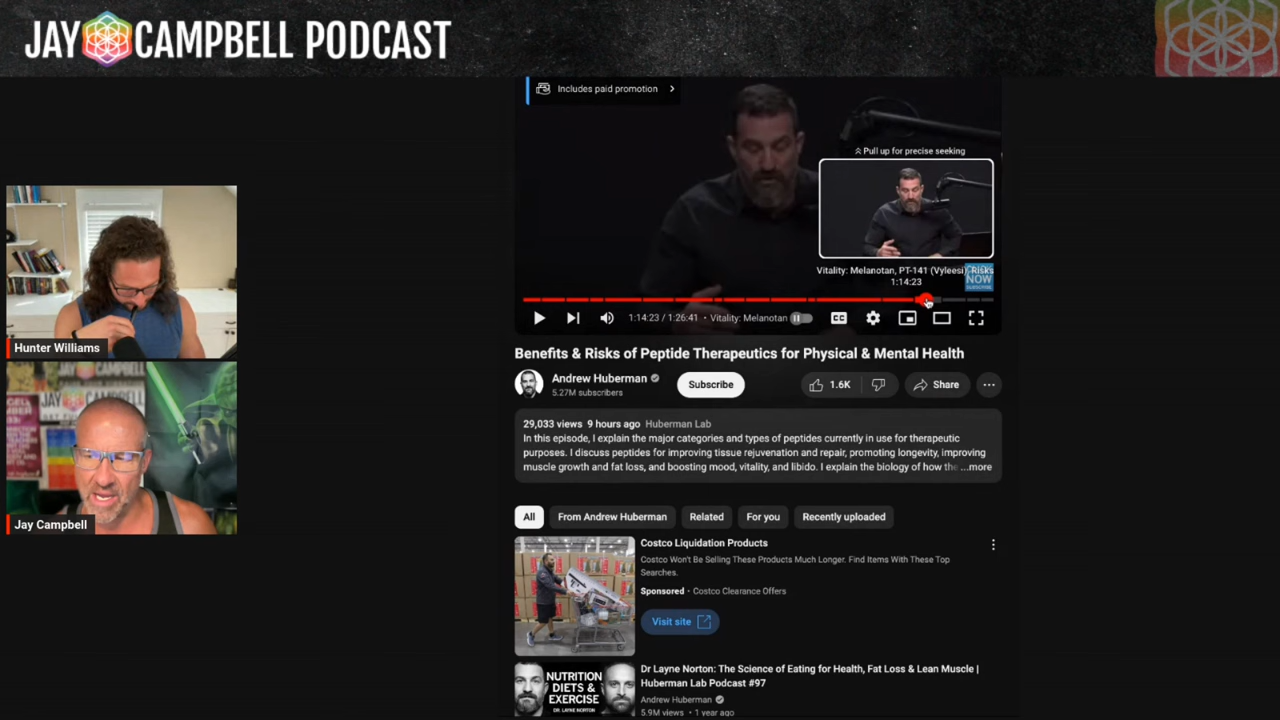 JAY CAMPBELL PODCAST
Includes paid promotion
Pull up for precise seeking
Vitality: Melanotan, PT-141 (Vyleesi) Risks
1:14:23
NOW
SUBSCRIBE
1:14:23 / 1:26:41 • Vitality: Melanotan
CC
Benefits & Risks of Peptide Therapeutics for Physical & Mental Health
Andrew Huberman
5.27M subscribers
Subscribe
1.6K
Share
29,033 views 9 hours ago Huberman Lab
In this episode, I explain the major categories and types of peptides currently in use for therapeutic
purposes. I discuss peptides for improving tissue rejuvenation and repair, promoting longevity, improving
muscle growth and fat loss, and boosting mood, vitality, and libido. I explain the biology of how the ...more
All
From Andrew Huberman
Related
For you
Recently uploaded
Costco Liquidation Products
Costco Won't Be Selling These Products Much Longer. Find Items With These Top
Searches.
Sponsored • Costco Clearance Offers
Visit site
NUTRITION
DIETS &
EXERCISE
DR. LAYNE NORTON
Dr Layne Norton: The Science of Eating for Health, Fat Loss & Lean Muscle |
Huberman Lab Podcast #97
Andrew Huberman
5.9M views • 1 year ago
Hunter Williams
Jay Campbell